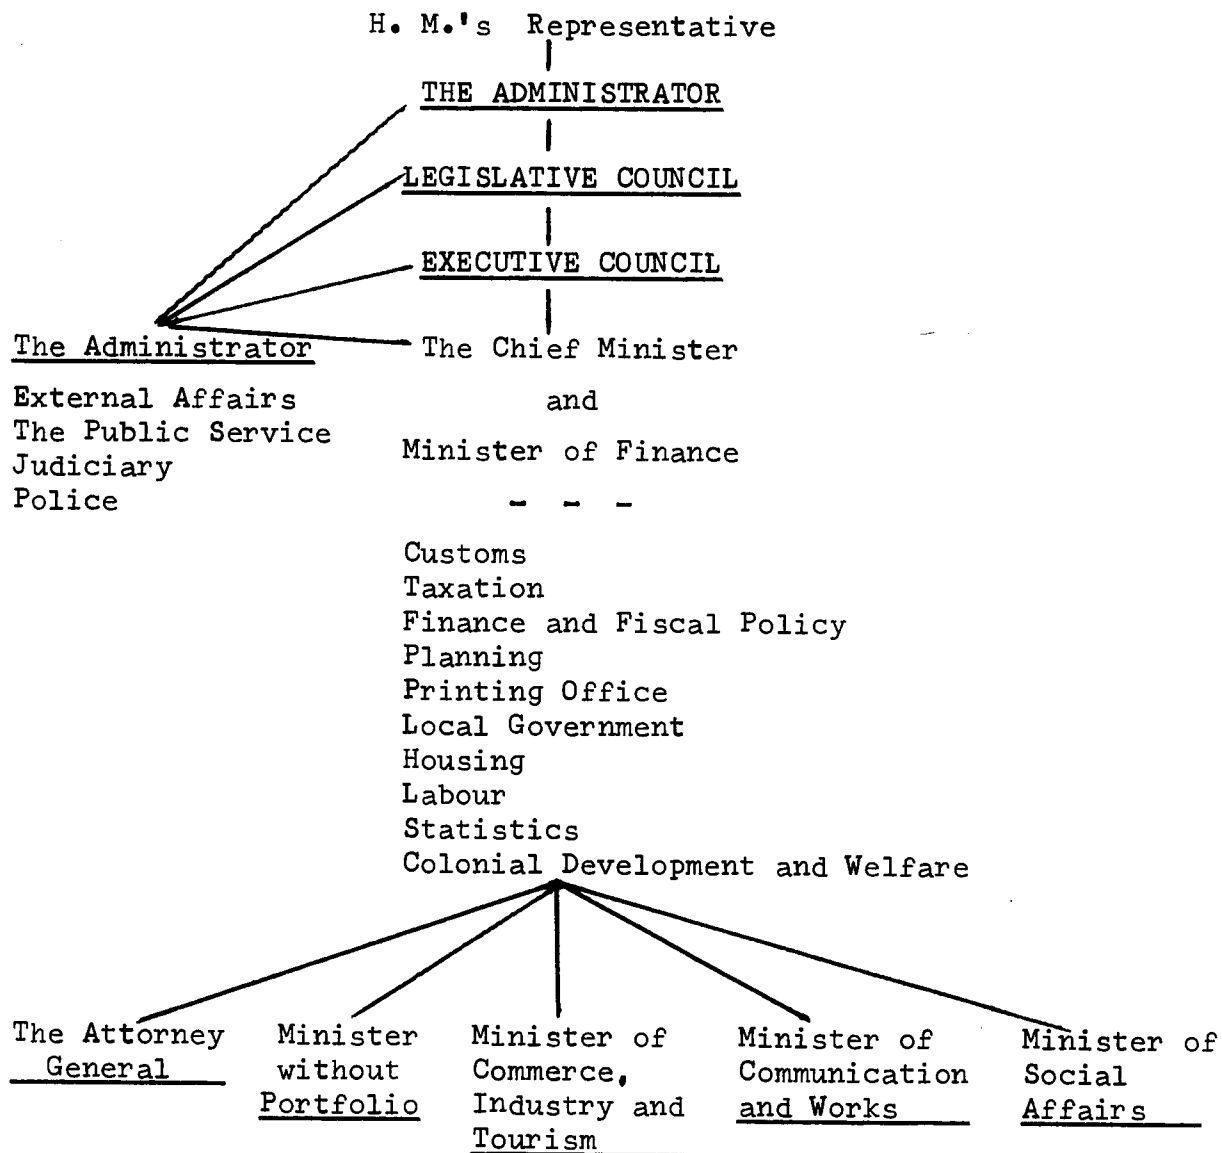 H. M.'s Representative
THE ADMINISTRATOR
LEGISLATIVE COUNCIL
EXECUTIVE COUNCIL
The Administrator
External Affairs
The Public Service
Judiciary
Police
The Chief Minister
and
Minister of Finance
- - -
Customs
Taxation
Finance and Fiscal Policy
Planning
Printing Office
Local Government
Housing
Labour
Statistics
Colonial Development and Welfare
The Attorney
General
Minister
without
Portfolio
Minister of
Commerce,
Industry and
Tourism
Minister of
Communication
and Works
Minister of
Social
Affairs